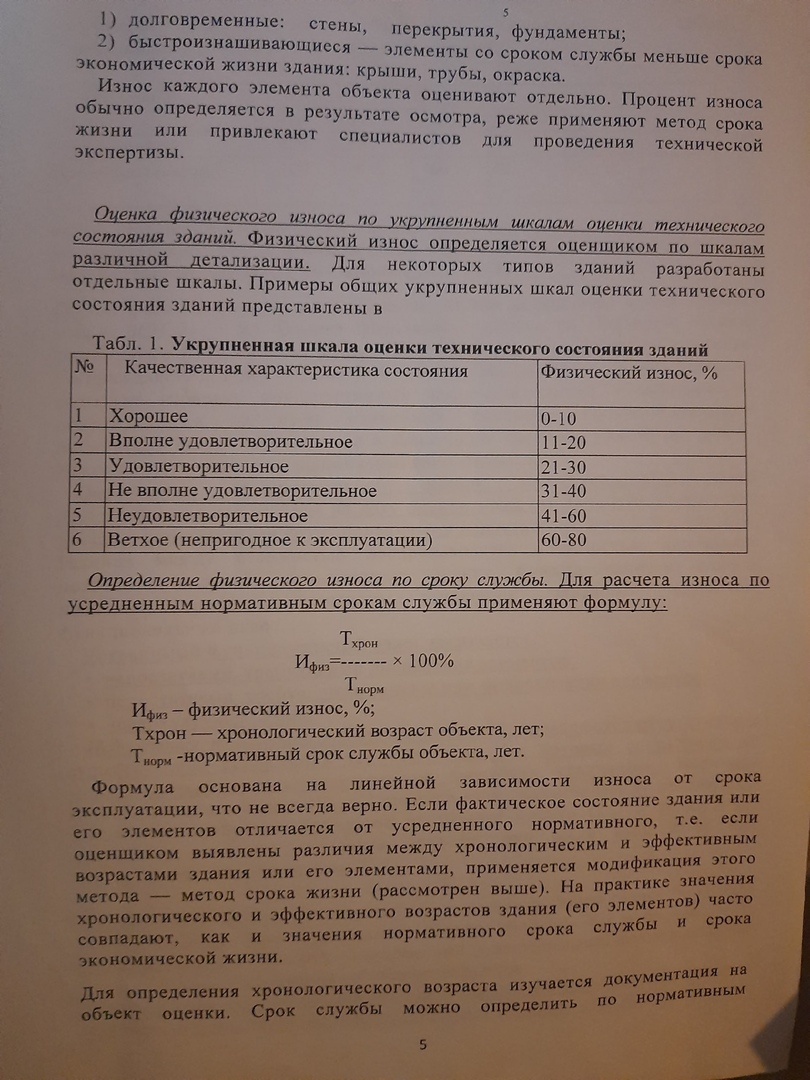 5
1) долговременные: стены, перекрытия, фундаменты;
2) быстроизнашивающиеся — элементы со сроком службы меньше срока
экономической жизни здания: крыши, трубы, окраска.
Износ каждого элемента объекта оценивают отдельно. Процент износа
обычно определяется в результате осмотра, реже применяют метод срока
жизни или привлекают специалистов для проведения технической
экспертизы.
Оценка физического износа по укрупненным шкалам оценки технического
состояния зданий. Физический износ определяется оценщиком по шкалам
различной детализации. Для некоторых типов зданий разработаны
отдельные шкалы. Примеры общих укрупненных шкал оценки технического
состояния зданий представлены в
Табл. 1. Укрупненная шкала оценки технического состояния зданий
№ Качественная характеристика состояния Физический износ, %
1 Хорошее 0-10
2 Вполне удовлетворительное 11-20
3 Удовлетворительное 21-30
4 Не вполне удовлетворительное 31-40
5 Неудовлетворительное 41-60
6 Ветхое (непригодное к эксплуатации) 60-80
Определение физического износа по сроку службы. Для расчета износа по
усредненным нормативным срокам службы применяют формулу:
Тхрон
Ифиз=------- × 100%
Тнорм
Ифиз – физический износ, %;
Тхрон — хронологический возраст объекта, лет;
Тнорм -нормативный срок службы объекта, лет.
Формула основана на линейной зависимости износа от срока
эксплуатации, что не всегда верно. Если фактическое состояние здания или
его элементов отличается от усредненного нормативного, т.е. если
оценщиком выявлены различия между хронологическим и эффективным
возрастами здания или его элементами, применяется модификация этого
метода — метод срока жизни (рассмотрен выше). На практике значения
хронологического и эффективного возрастов здания (его элементов) часто
совпадают, как и значения нормативного срока службы и срока
экономической жизни.
Для определения хронологического возраста изучается документация на
объект оценки. Срок службы можно определить по нормативным
5